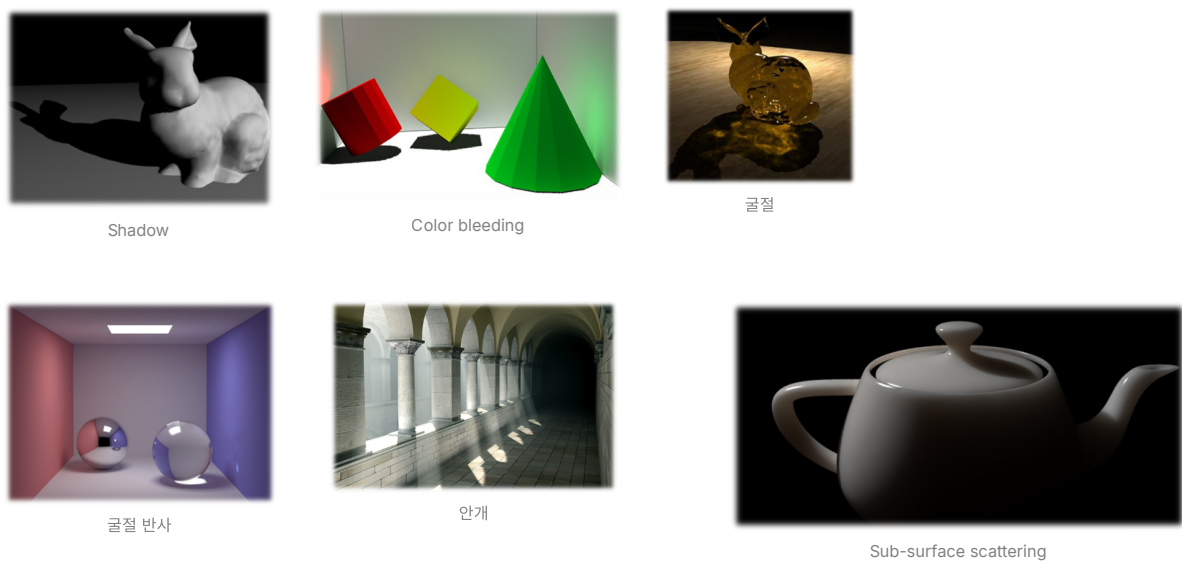 Shadow
Color bleeding
굴절
굴절 반사
안개
Sub-surface scattering